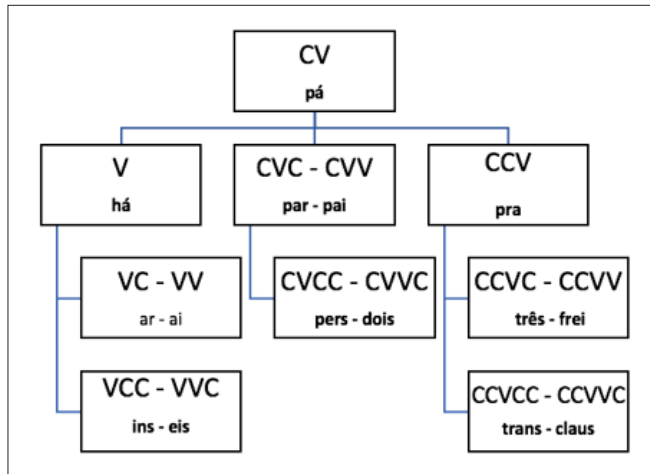 CV
pá
V
há
CVC - CVV
par - pai
CCV
pra
VC - VV
ar - ai
CVCC - CVVC
pers - dois
CCVC - CCVV
três - frei
VCC - VVC
ins - eis
CCVCC - CCVVC
trans - claus